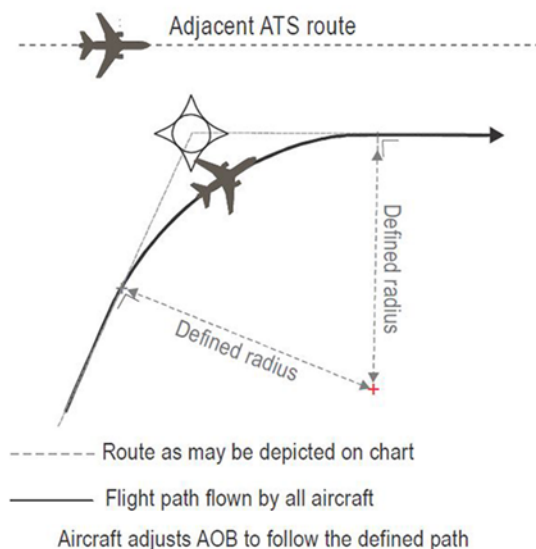 Adjacent ATS route
Defined radius
Defined radius
Route as may be depicted on chart
Flight path flown by all aircraft
Aircraft adjusts AOB to follow the defined path